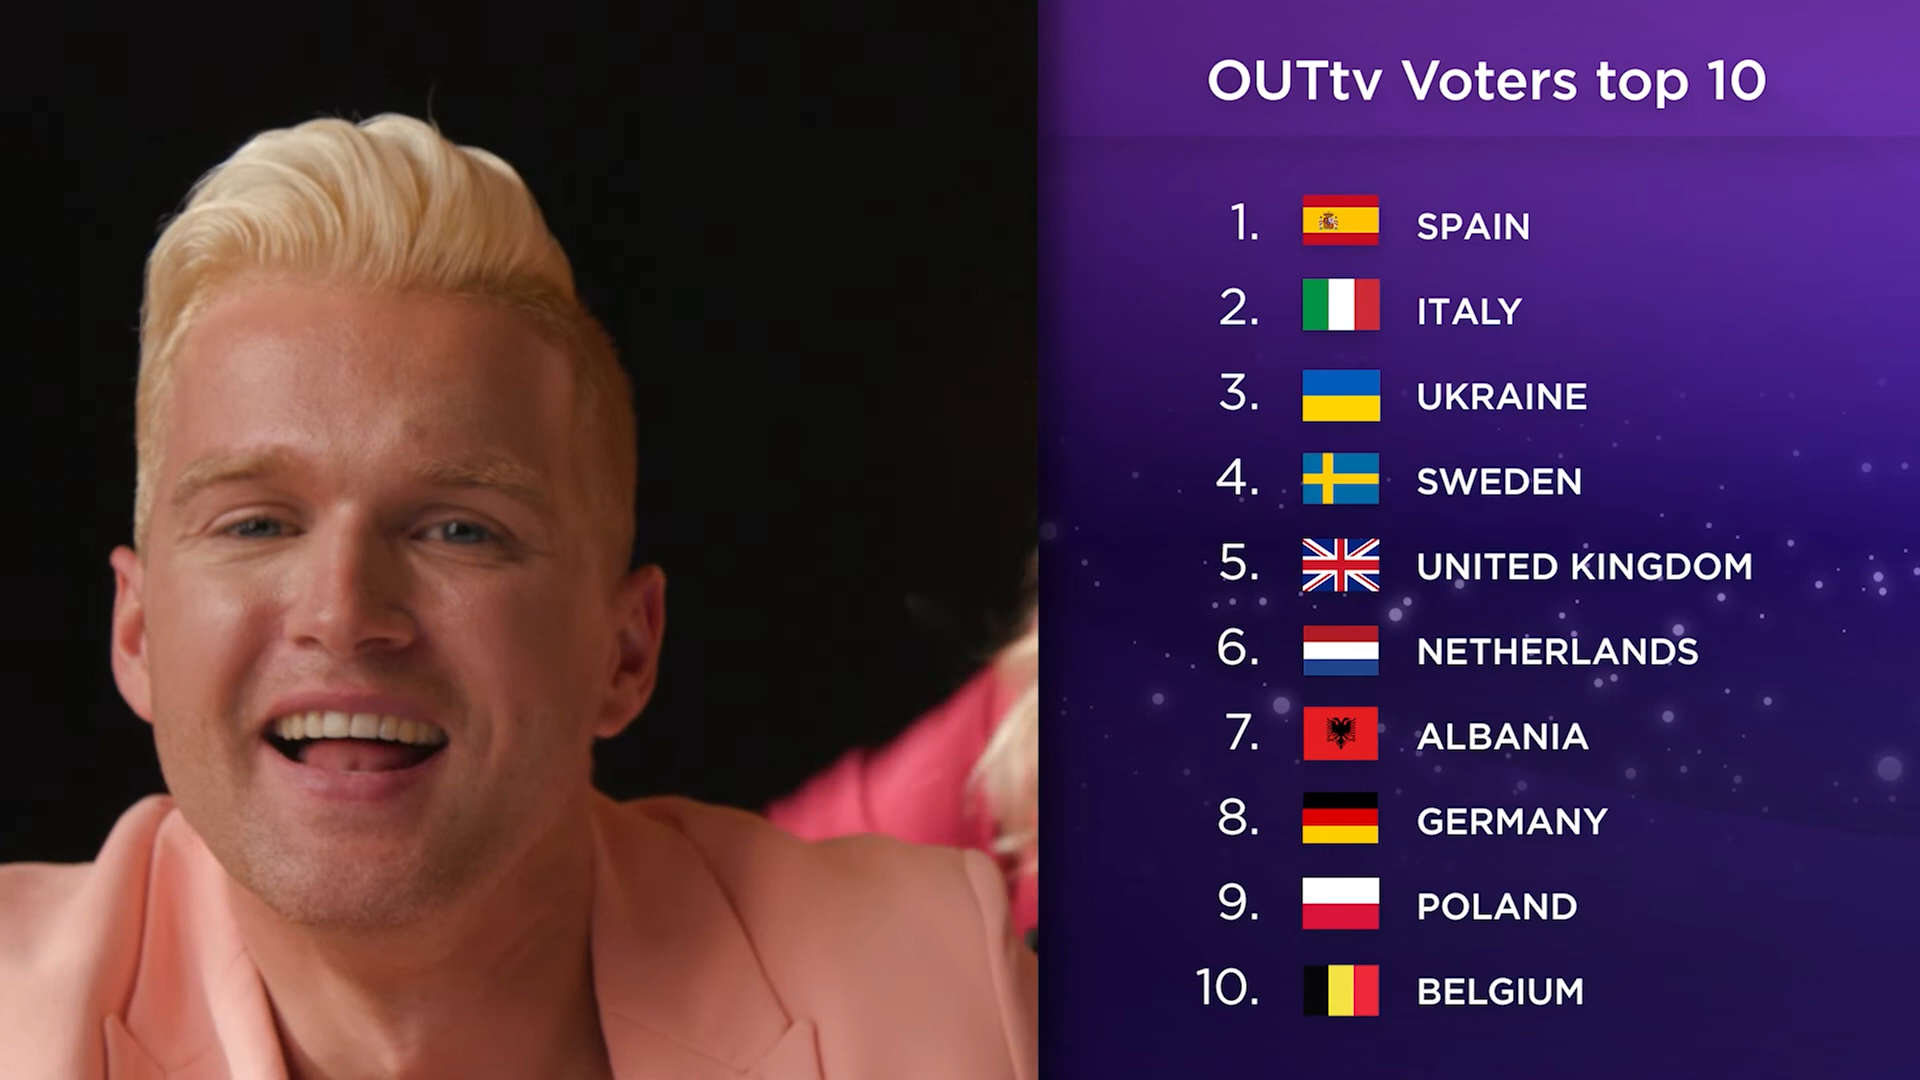 OUTtv Voters top 10
1. SPAIN
2. ITALY
3. UKRAINE
4. SWEDEN
5. UNITED KINGDOM
6. NETHERLANDS
7. ALBANIA
8. GERMANY
9. POLAND
10. BELGIUM